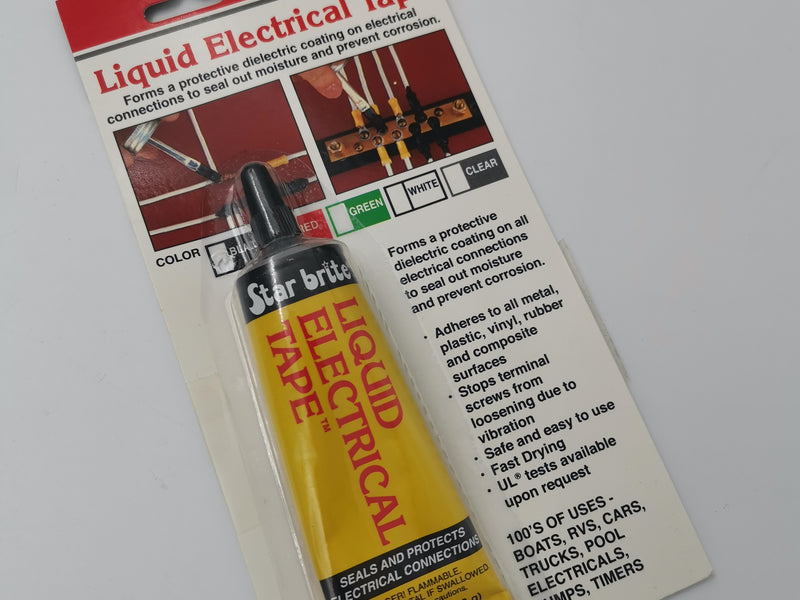 Liquid Electrical Tap
Forms a protective dielectric coating on electrical
connections to seal out moisture and prevent corrosion.
COLOR
RED
GREEN
WHITE
CLEAR
Forms a protective
dielectric coating on all
electrical connections
to seal out moisture
and prevent corrosion.
• Adheres to all metal,
plastic, vinyl, rubber
and composite
surfaces
• Stops terminal
screws from
loosening due to
vibration
• Safe and easy to use
• Fast Drying
• UL® tests available
upon request
100'S OF USES -
BOATS, RVS, CARS,
TRUCKS, POOL
ELECTRICALS,
TIMERS
Star brite
LIQUID
ELECTRICAL
TAPE™
SEALS AND PROTECTS
ELECTRICAL CONNECTIONS
FLAMMABLE.
IF SWALLOWED.